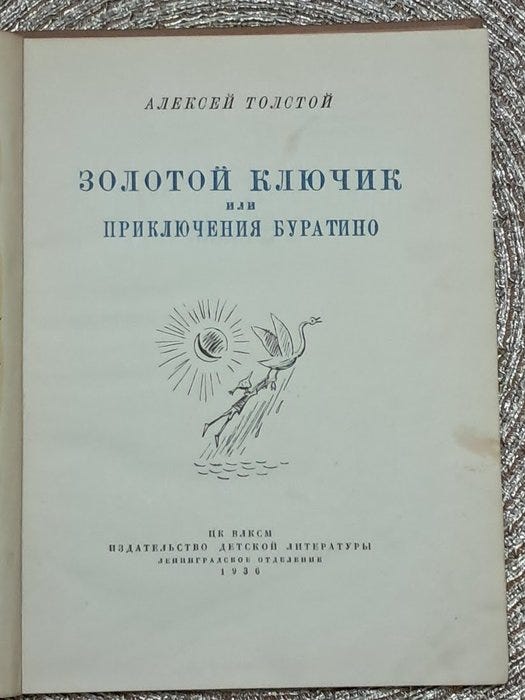 АЛЕКСЕЙ ТОЛСТОЙ
ЗОЛОТОЙ КЛЮЧИК
ИЛИ
ПРИКЛЮЧЕНИЯ БУРАТИНО
ЦК ВЛКСМ
ИЗДАТЕЛЬСТВО ДЕТСКОЙ ЛИТЕРАТУРЫ
ЛЕНИНГРАДСКОЕ ОТДЕЛЕНИЕ
1936